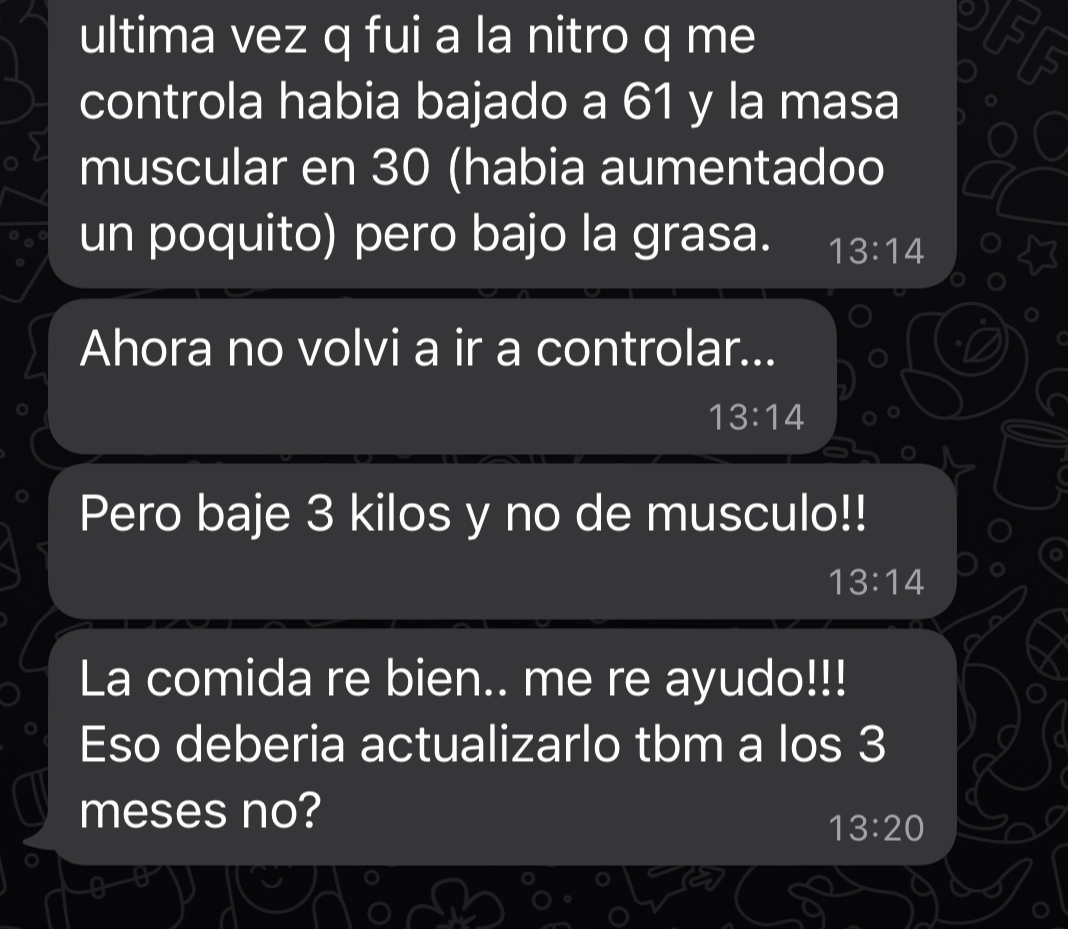 ultima vez q fui a la nitro q me
controla habia bajado a 61 y la masa
muscular en 30 (habia aumentadoo
un poquito) pero bajo la grasa.
13:14
Ahora no volvi a ir a controlar...
13:14
Pero baje 3 kilos y no de musculo!!
13:14
La comida re bien.. me re ayudo!!!
Eso deberia actualizarlo tbm a los 3
meses no?
13:20